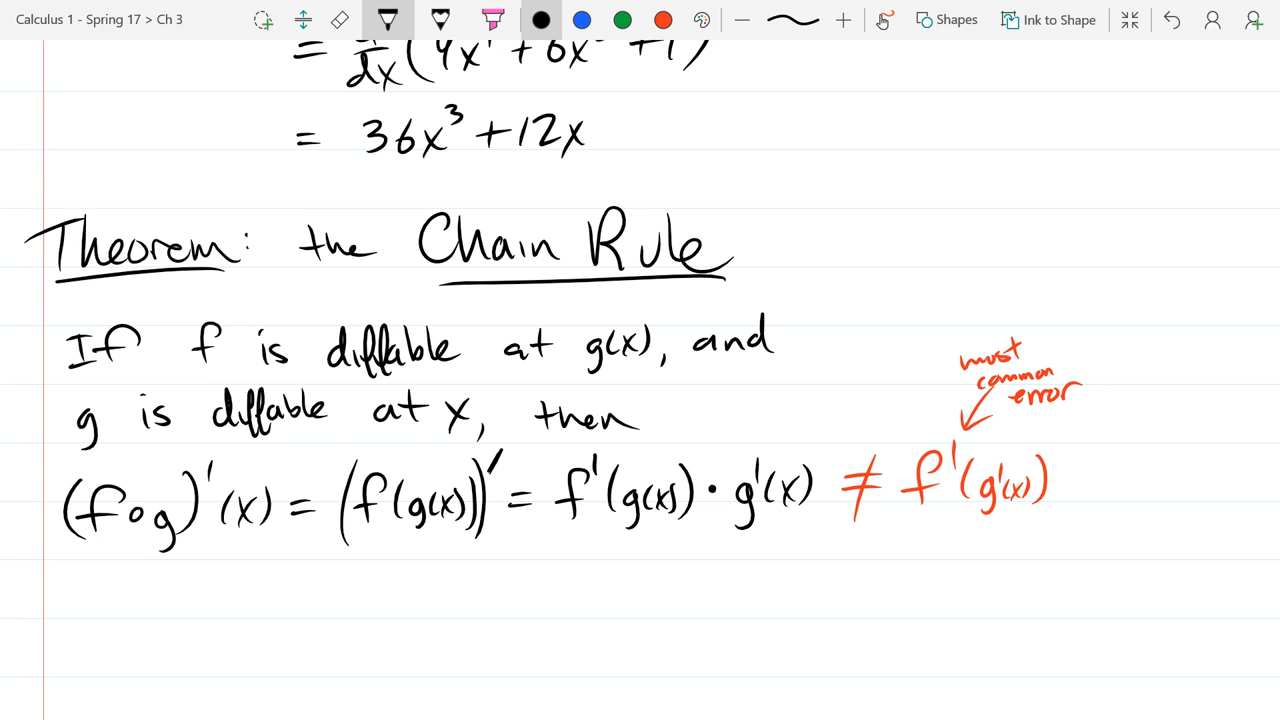 Calculus 1 - Spring 17 > Ch 3
Shapes
Ink to Shape
= 36x³ + 12x
Theorem: the Chain Rule
If f is diffable at g(x), and
g is diffable at x, then
most
common
error
(f∘g)'(x) = (f(g(x)))' = f'(g(x)) · g'(x) ≠ f'(g'(x))